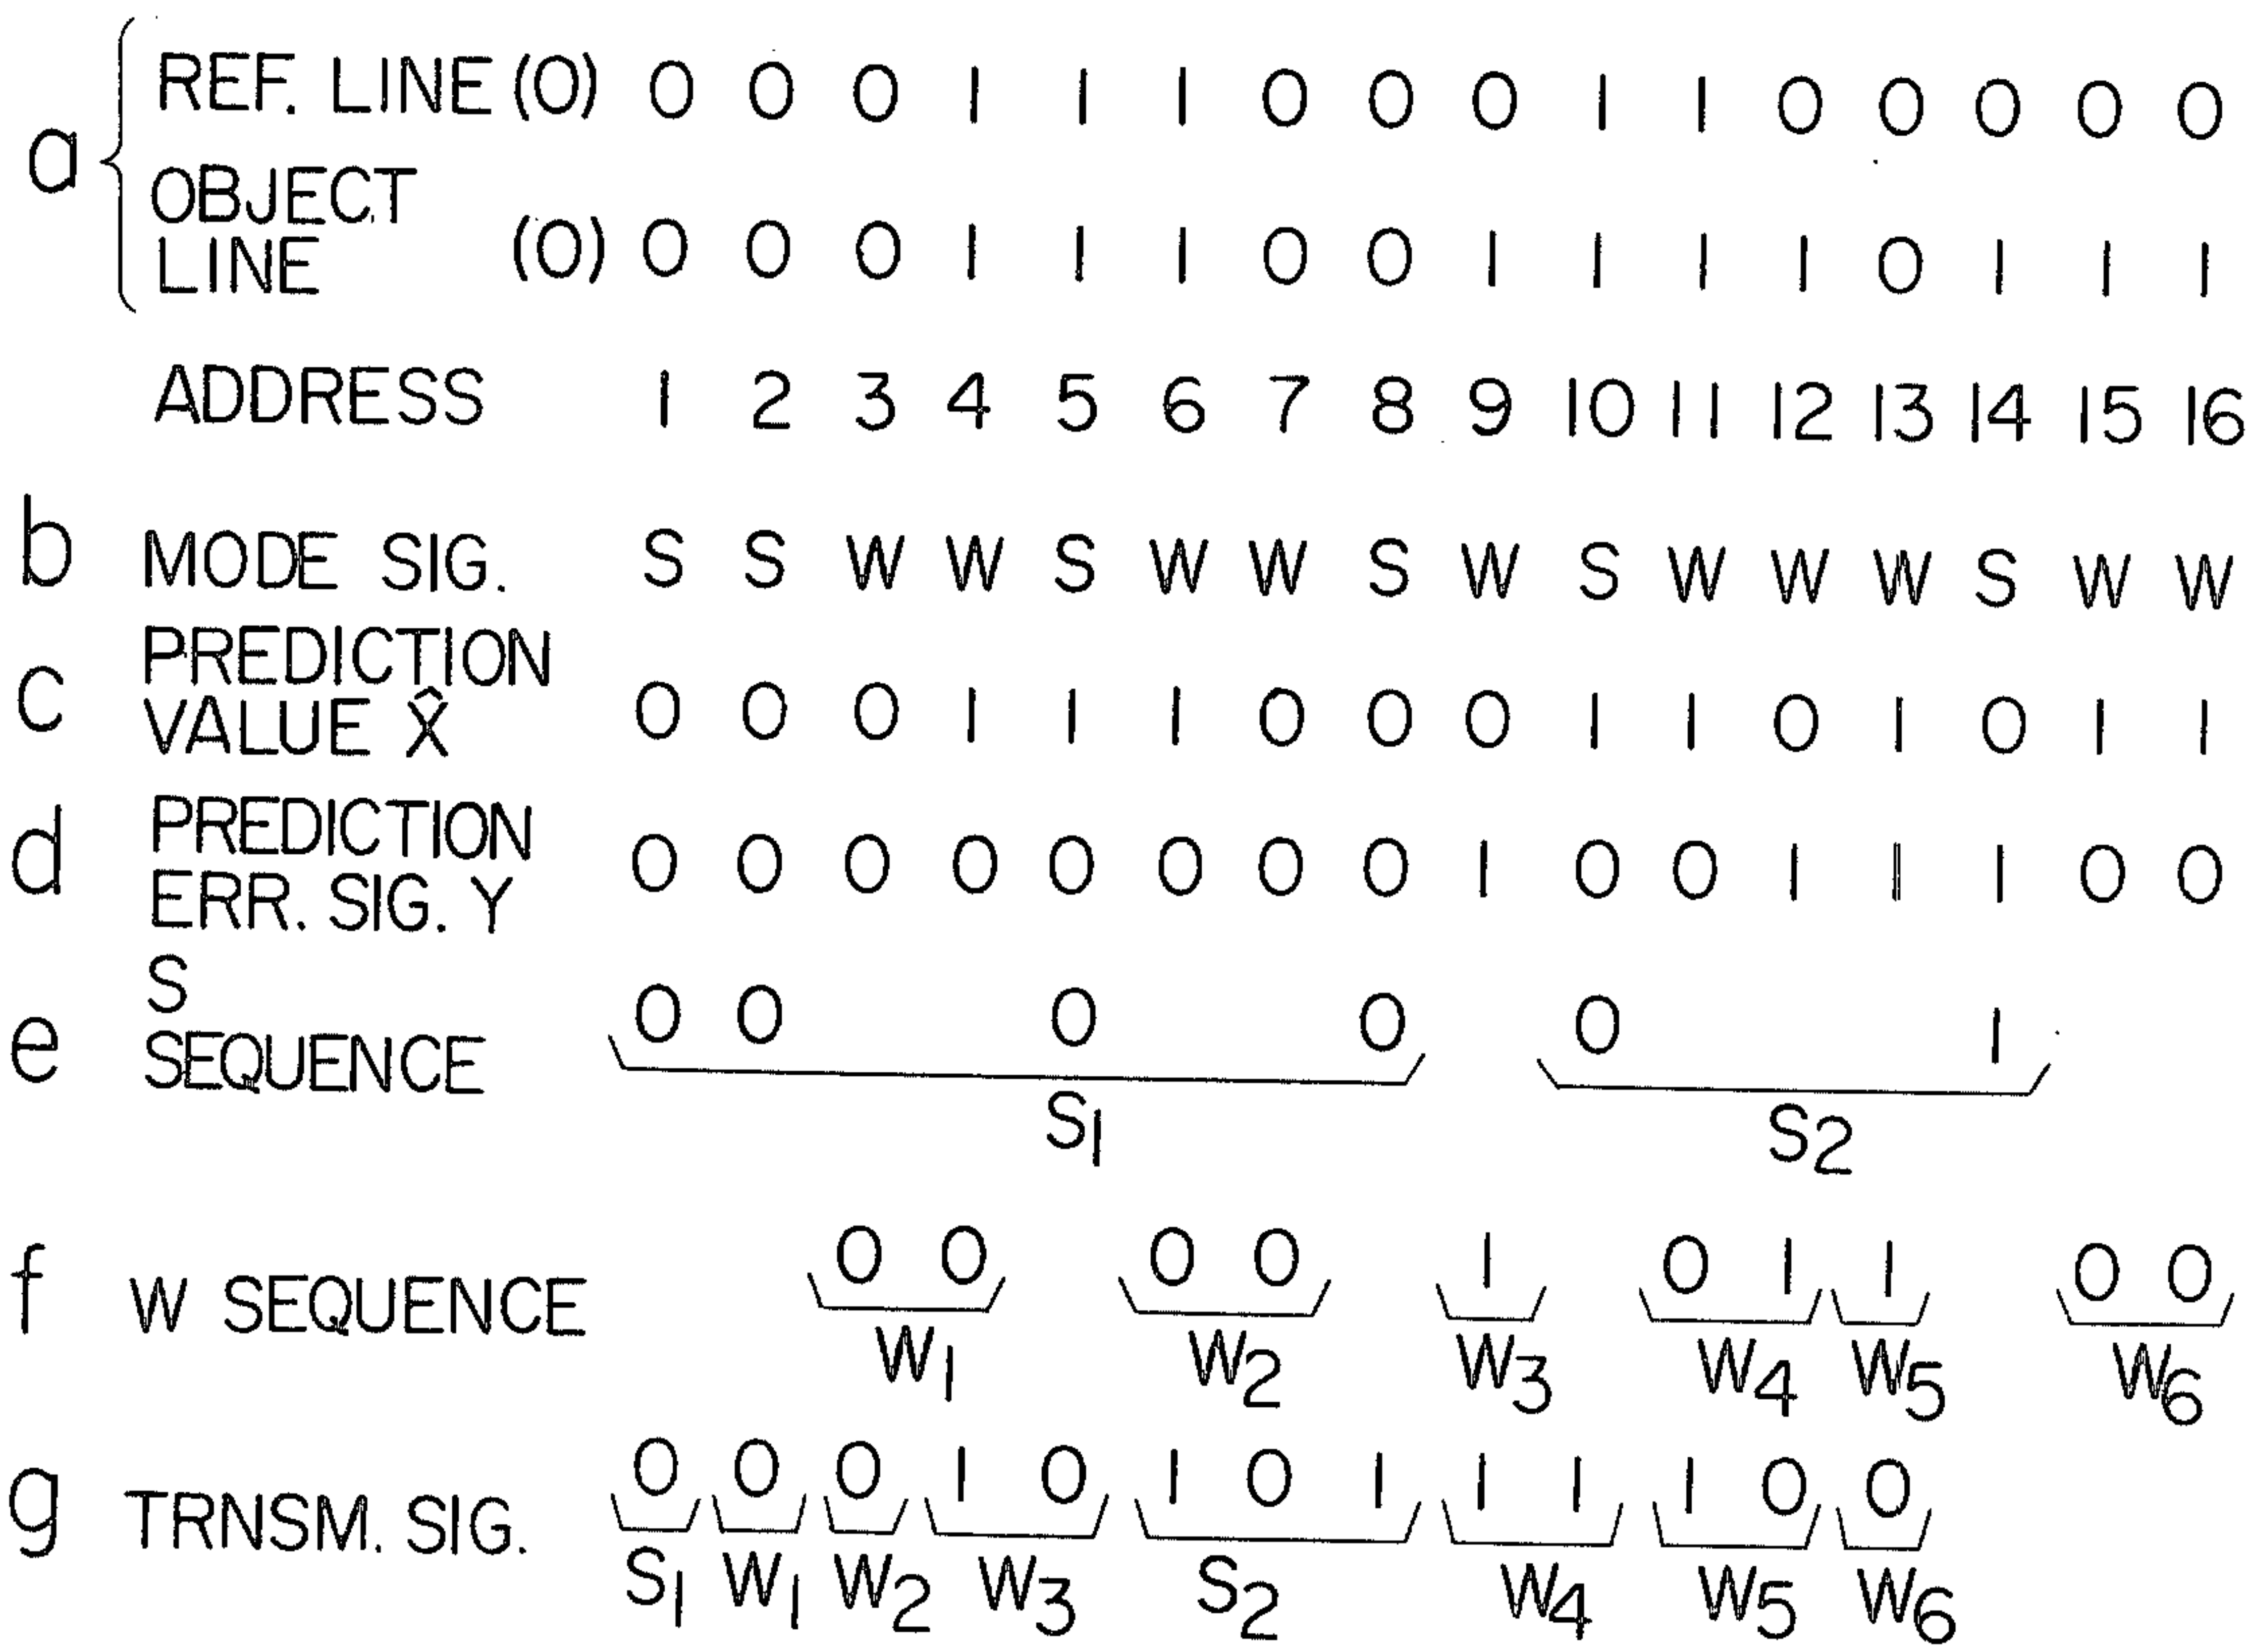 a REF. LINE (0) 0 0 0 1 1 1 0 0 0 1 1 0 0 0 0 0
OBJECT
LINE (0) 0 0 0 1 1 1 0 0 1 1 1 1 0 1 1 1
ADDRESS 1 2 3 4 5 6 7 8 9 10 11 12 13 14 15 16
b MODE SIG. S S W W S W W S W S W W W S W W
PREDICTION
c VALUE X̂ 0 0 0 1 1 1 0 0 0 1 1 0 1 0 1 1
PREDICTION
d ERR. SIG. Y 0 0 0 0 0 0 0 0 1 0 0 1 1 1 0 0
S
e SEQUENCE 0 0 0 0 0 1
S1 S2
f W SEQUENCE 0 0 0 0 1 0 1 1 0 0
W1 W2 W3 W4 W5 W6
g TRNSM. SIG. 0 0 0 1 0 1 0 1 1 1 1 0 0
S1 W1 W2 W3 S2 W4 W5 W6